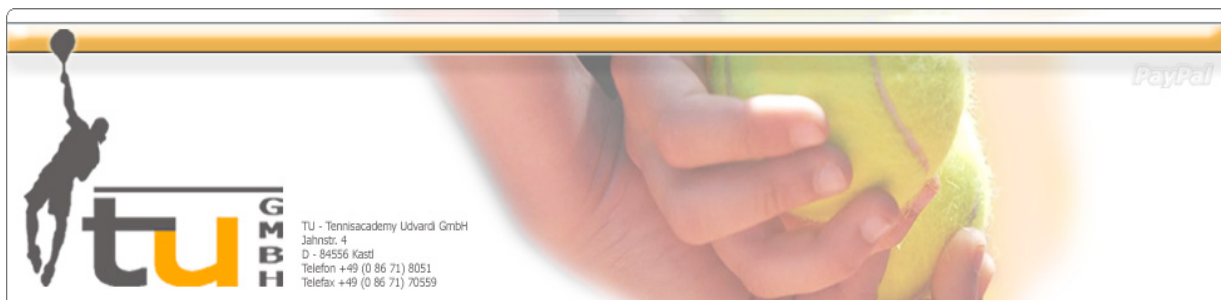 PayPal
tu
GMBH
TU - Tennisacademy Udvardi GmbH
Jahnstr. 4
D - 84556 Kastl
Telefon +49 (0 86 71) 8051
Telefax +49 (0 86 71) 70559